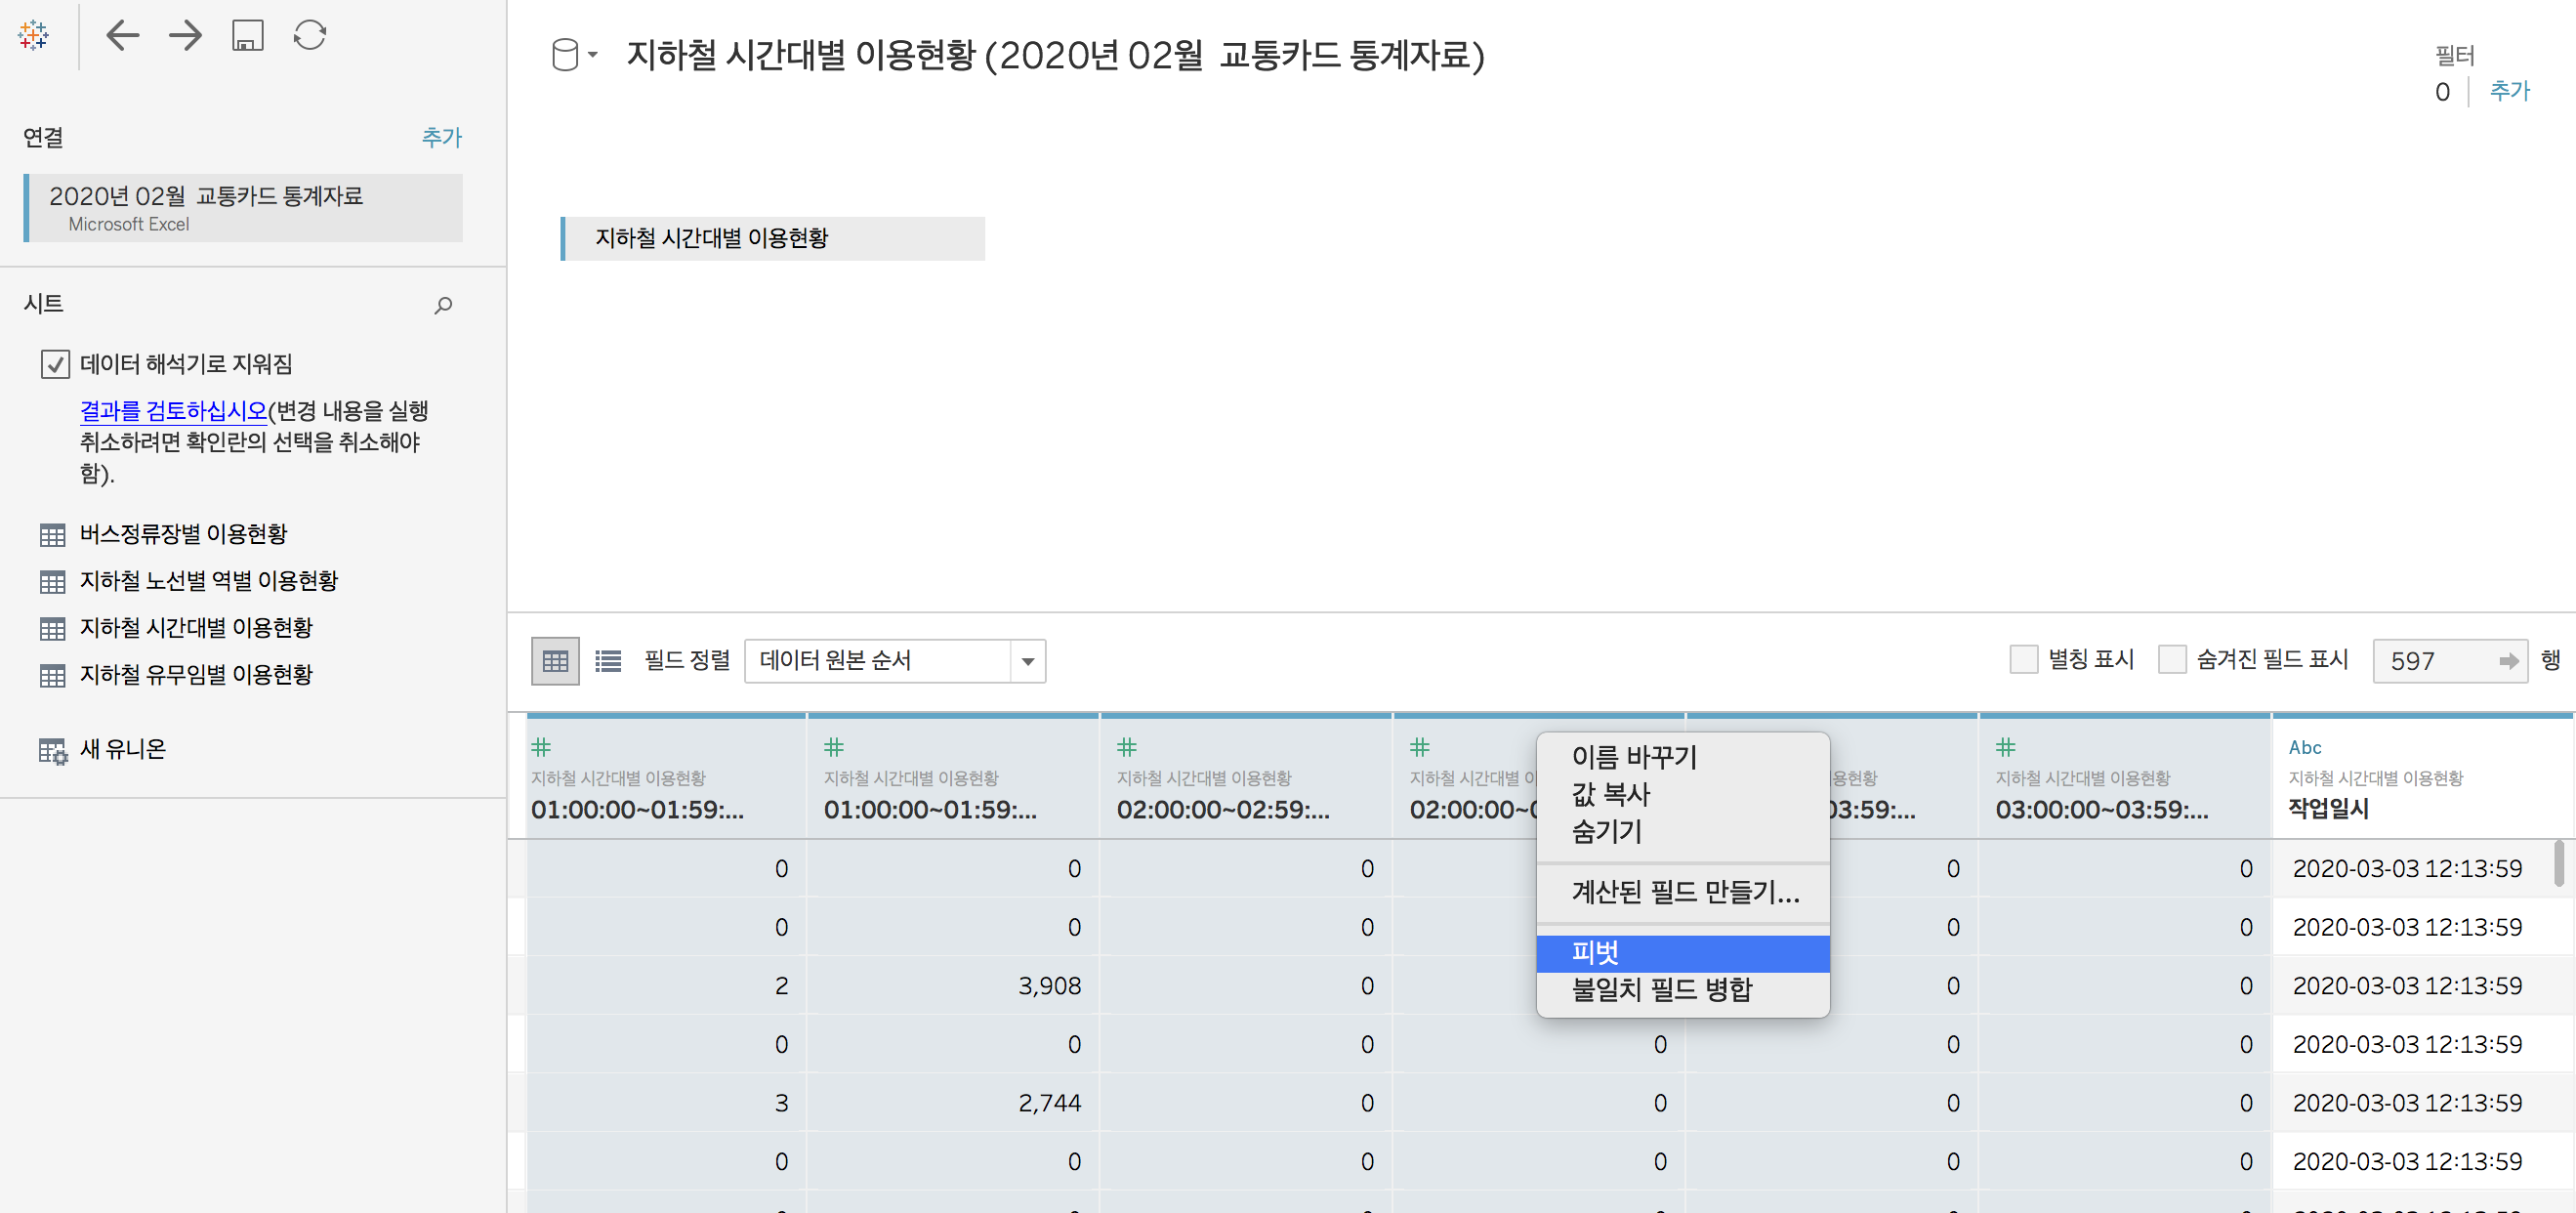 지하철 시간대별 이용현황 (2020년 02월  교통카드 통계자료)
필터
0
추가
연결
추가
2020년 02월  교통카드 통계자료
Microsoft Excel
시트
데이터 해석기로 지워짐
결과를 검토하십시오(변경 내용을 실행
취소하려면 확인란의 선택을 취소해야
함).
버스정류장별 이용현황
지하철 노선별 역별 이용현황
지하철 시간대별 이용현황
지하철 유무임별 이용현황
새 유니온
지하철 시간대별 이용현황
필드 정렬
데이터 원본 순서
별칭 표시
숨겨진 필드 표시
597
행
Abc
지하철 시간대별 이용현황 지하철 시간대별 이용현황 지하철 시간대별 이용현황 지하철 시간대별 이용현황 지하철 시간대별 이용현황 지하철 시간대별 이용현황
01:00:00~01:59:... 01:00:00~01:59:... 02:00:00~02:59:... 02:00:00~0 03:59:... 03:00:00~03:59:... 작업일시
이름 바꾸기
값 복사
숨기기
계산된 필드 만들기...
피벗
불일치 필드 병합
0 0 0 0 0 2020-03-03 12:13:59
0 0 0 0 0 2020-03-03 12:13:59
2 3,908 0 0 0 2020-03-03 12:13:59
0 0 0 0 0 0 2020-03-03 12:13:59
3 2,744 0 0 0 0 2020-03-03 12:13:59
0 0 0 0 0 0 2020-03-03 12:13:59